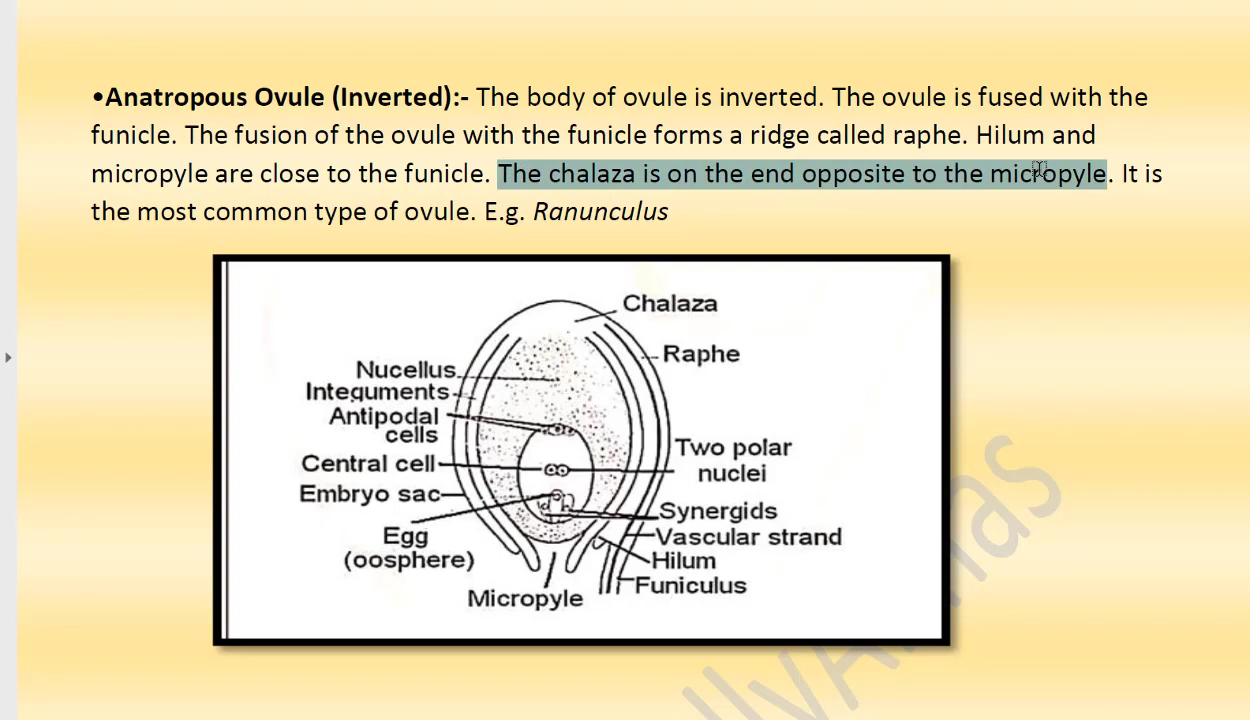 •Anatropous Ovule (Inverted):- The body of ovule is inverted. The ovule is fused with the
funicle. The fusion of the ovule with the funicle forms a ridge called raphe. Hilum and
micropyle are close to the funicle. The chalaza is on the end opposite to the micropyle. It is
the most common type of ovule. E.g. Ranunculus
Chalaza
Raphe
Nucellus
Integuments
Antipodal
cells
Two polar
nuclei
Central cell
Embryo sac
Synergids
Egg
(oosphere)
Vascular strand
Hilum
Funiculus
Micropyle